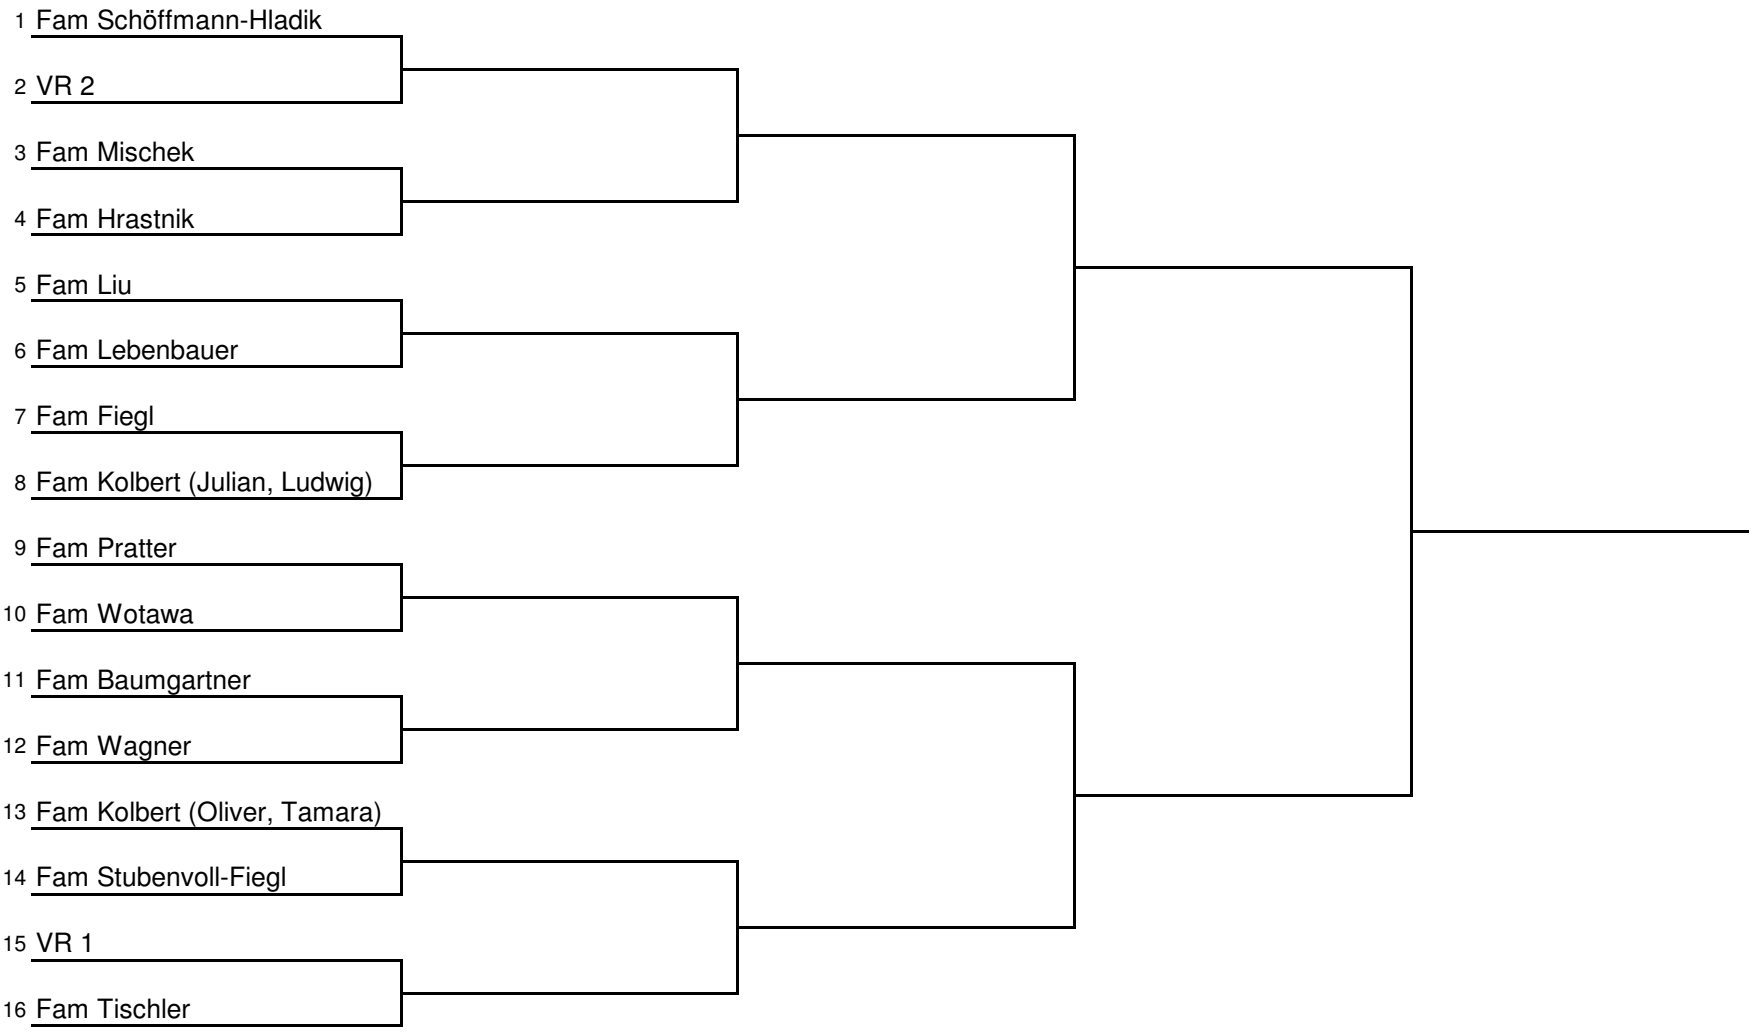 1 Fam Schöffmann-Hladik
2 VR 2
3 Fam Mischek
4 Fam Hrastnik
5 Fam Liu
6 Fam Lebenbauer
7 Fam Fiegl
8 Fam Kolbert (Julian, Ludwig)
9 Fam Pratter
10 Fam Wotawa
11 Fam Baumgartner
12 Fam Wagner
13 Fam Kolbert (Oliver, Tamara)
14 Fam Stubenvoll-Fiegl
15 VR 1
16 Fam Tischler